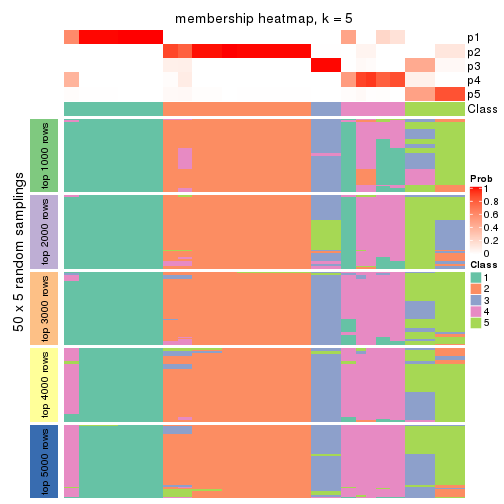 membership heatmap, k = 5
p1
p2
p3
p4
p5
Class
50 x 5 random samplings
top 1000 rows
top 2000 rows
top 3000 rows
top 4000 rows
top 5000 rows
Prob
1
0.8
0.6
0.4
0.2
0
Class
1
2
3
4
5